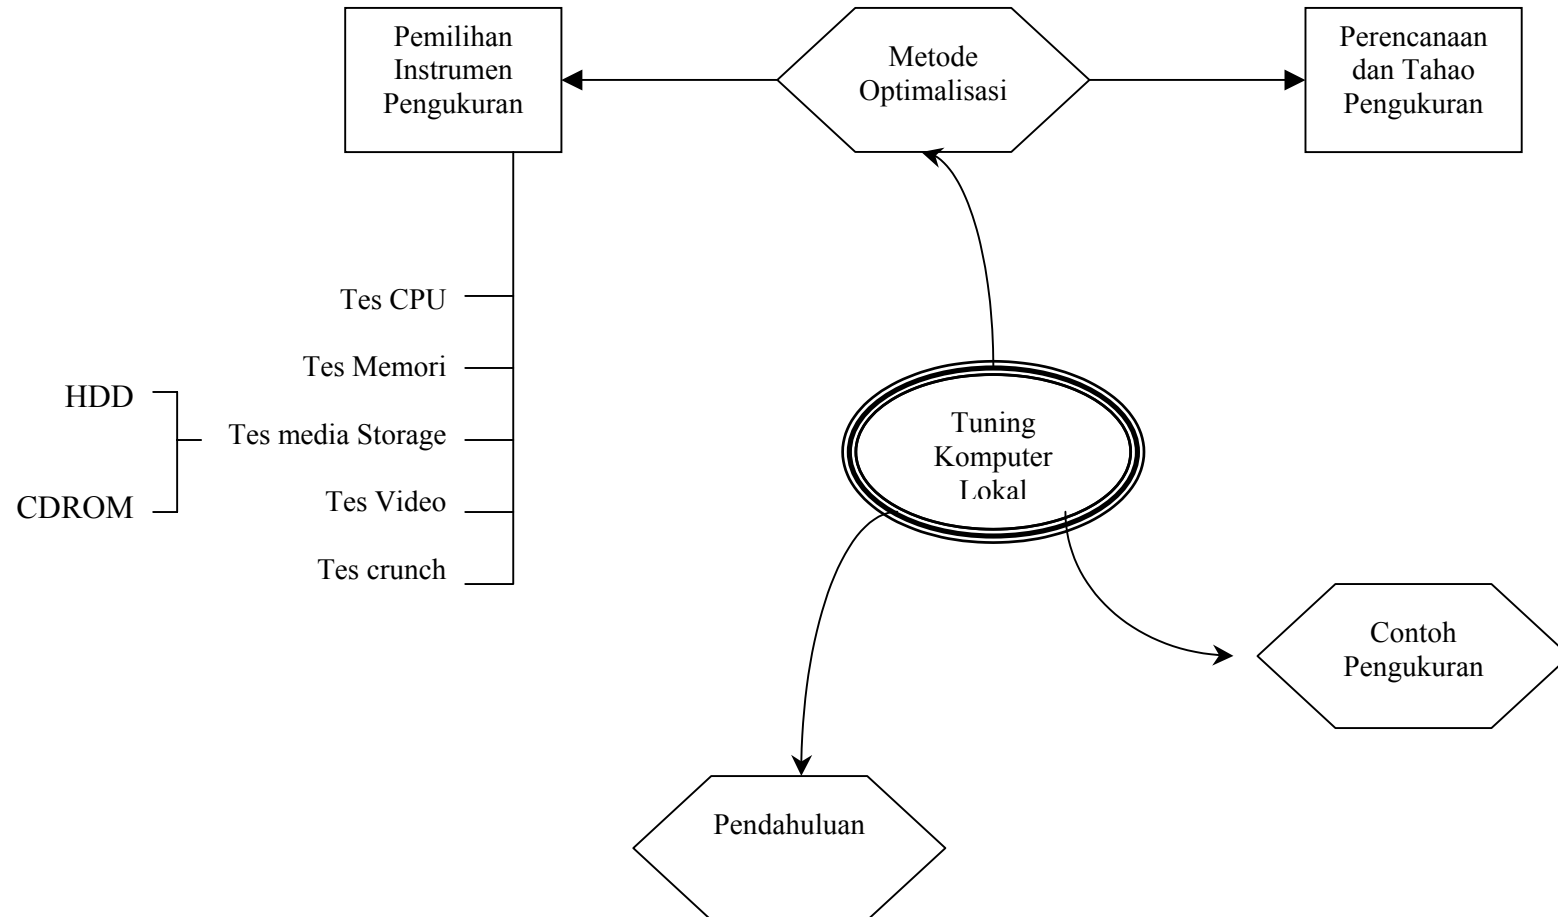 Pemilihan
Instrumen
Pengukuran
Metode
Optimalisasi
Perencanaan
dan Tahao
Pengukuran
Tes CPU
Tes Memori
Tes media Storage
Tes Video
Tes crunch
HDD
CDROM
Tuning
Komputer
Lokal
Contoh
Pengukuran
Pendahuluan